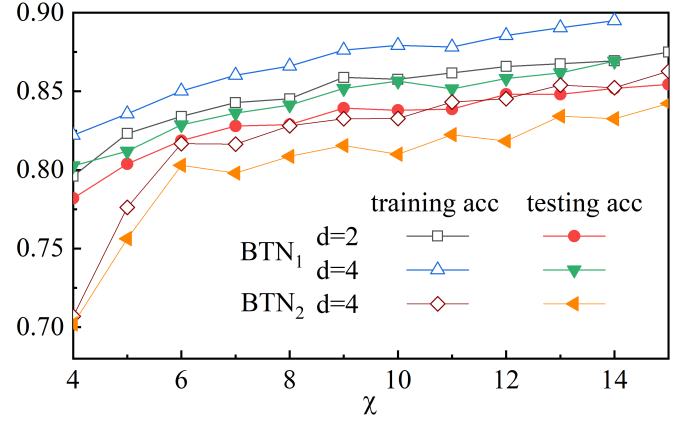 0.90
0.85
0.80
0.75
0.70
training acc testing acc
BTN₁ d=2
d=4
BTN₂ d=4
4 6 8 10 12 14
χ